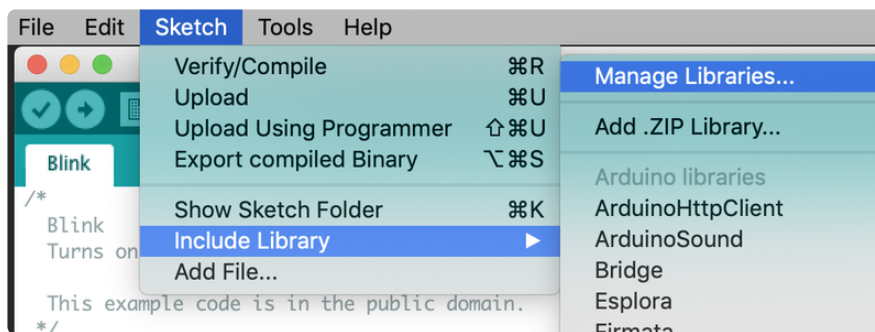 File Edit Sketch Tools Help
Verify/Compile ⌘R
Upload ⌘U
Upload Using Programmer ⇧⌘U
Export compiled Binary ⌥⌘S
Show Sketch Folder ⌘K
Include Library ▶
Add File...
Manage Libraries...
Add .ZIP Library...
Arduino libraries
ArduinoHttpClient
ArduinoSound
Bridge
Esplora
Firmata
Blink
/*
Blink
Turns on
This example code is in the public domain.
*/